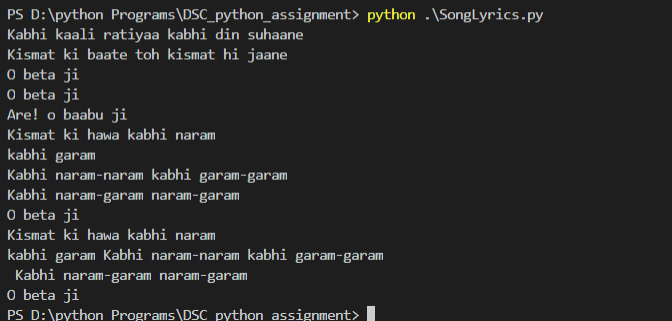 PS D:\python Programs\DSC_python_assignment> python .\SongLyrics.py
Kabhi kaali ratiyaa kabhi din suhaane
Kismat ki baate toh kismat hi jaane
O beta ji
O beta ji
Are! o baabu ji
Kismat ki hawa kabhi naram
kabhi garam
Kabhi naram-naram kabhi garam-garam
Kabhi naram-garam naram-garam
O beta ji
Kismat ki hawa kabhi naram
kabhi garam Kabhi naram-naram kabhi garam-garam
 Kabhi naram-garam naram-garam
O beta ji
PS D:\python Programs\DSC_python_assignment>